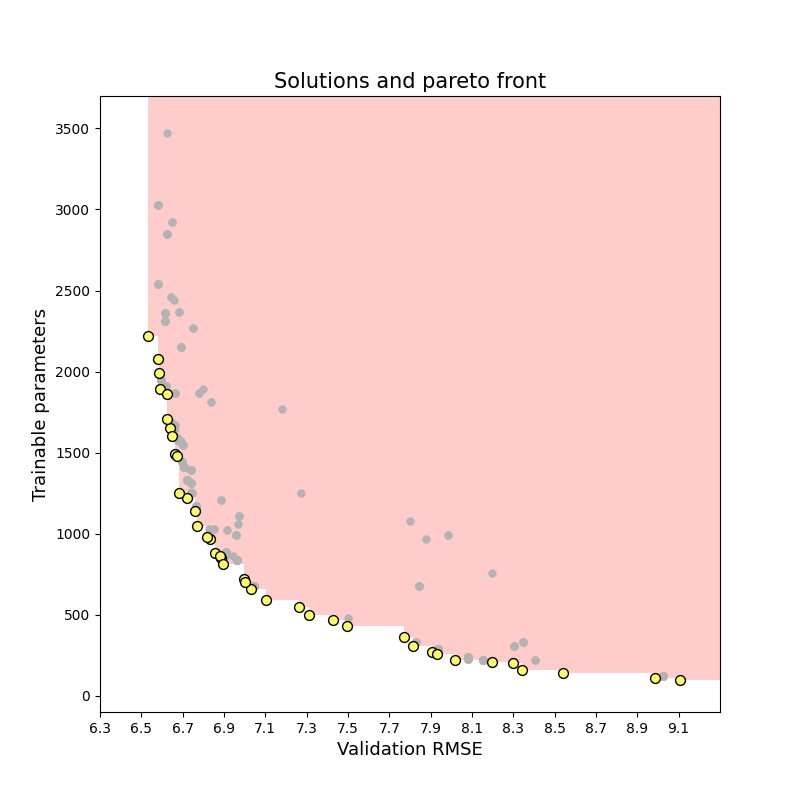 Solutions and pareto front
Trainable parameters
3500
3000
2500
2000
1500
1000
500
0
6.3 6.5 6.7 6.9 7.1 7.3 7.5 7.7 7.9 8.1 8.3 8.5 8.7 8.9 9.1
Validation RMSE